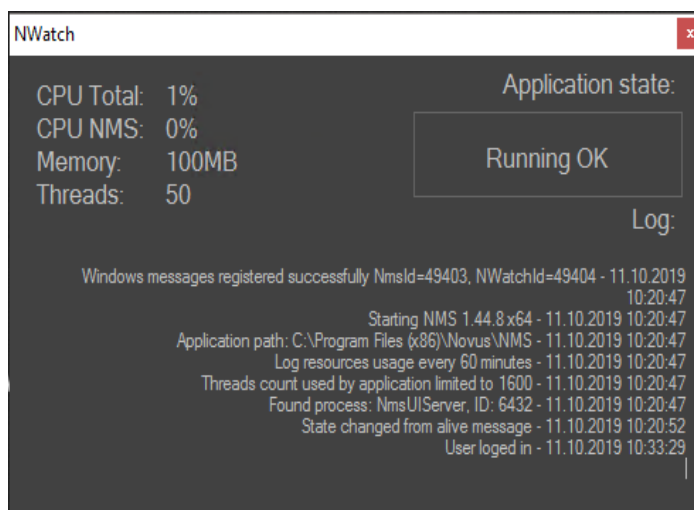 NWatch
x
CPU Total: 1%
CPU NMS: 0%
Memory: 100MB
Threads: 50
Application state:
Running OK
Log:
Windows messages registered successfully NmsId=49403, NWatchId=49404 - 11.10.2019
10:20:47
Starting NMS 1.44.8 x64 - 11.10.2019 10:20:47
Application path: C:\Program Files (x86)\Novus\NMS - 11.10.2019 10:20:47
Log resources usage every 60 minutes - 11.10.2019 10:20:47
Threads count used by application limited to 1600 - 11.10.2019 10:20:47
Found process: NmsUIServer, ID: 6432 - 11.10.2019 10:20:47
State changed from alive message - 11.10.2019 10:20:52
User loged in - 11.10.2019 10:33:29